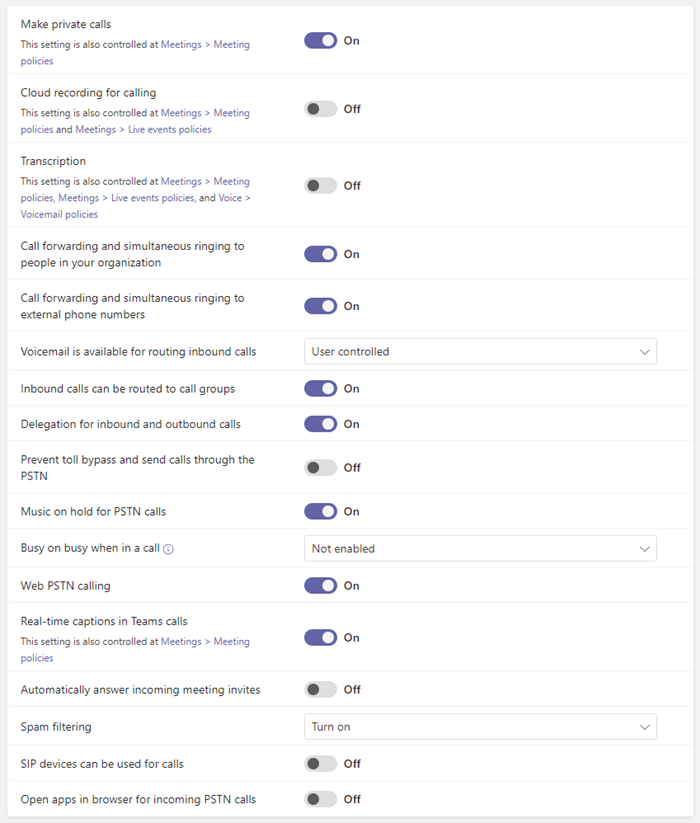 Make private calls
This setting is also controlled at Meetings > Meeting
policies
On
Cloud recording for calling
This setting is also controlled at Meetings > Meeting
policies and Meetings > Live events policies
Off
Transcription
This setting is also controlled at Meetings > Meeting
policies, Meetings > Live events policies, and Voice >
Voicemail policies
Off
Call forwarding and simultaneous ringing to
people in your organization
On
Call forwarding and simultaneous ringing to
external phone numbers
On
Voicemail is available for routing inbound calls
User controlled
Inbound calls can be routed to call groups
On
Delegation for inbound and outbound calls
On
Prevent toll bypass and send calls through the
PSTN
Off
Music on hold for PSTN calls
On
Busy on busy when in a call
Not enabled
Web PSTN calling
On
Real-time captions in Teams calls
This setting is also controlled at Meetings > Meeting
policies
On
Automatically answer incoming meeting invites
Off
Spam filtering
Turn on
SIP devices can be used for calls
Off
Open apps in browser for incoming PSTN calls
Off